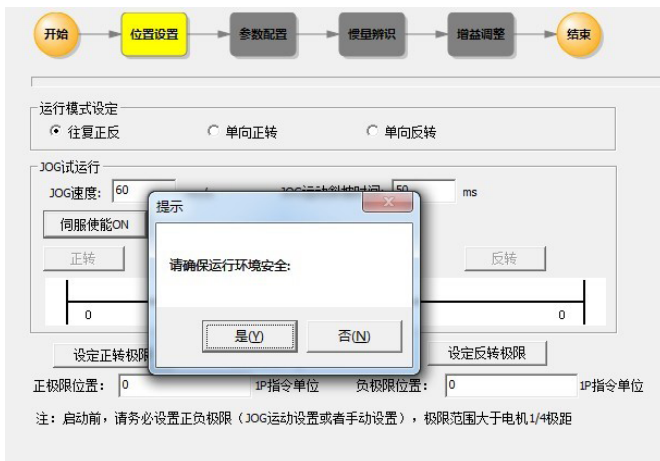 开始 位置设置 参数配置 惯量辨识 增益调整 结束
运行模式设定
往复正反 单向正转 单向反转
JOG试运行
JOG速度: 60 ms
提示
伺服使能ON
正转 反转
请确保运行环境安全:
0 0
是(Y) 否(N)
设定正转极限 设定反转极限
正极限位置: 0 1P指令单位 负极限位置: 0 1P指令单位
注: 启动前，请务必设置正负极限（JOG运动设置或者手动设置），极限范围大于电机1/4极距